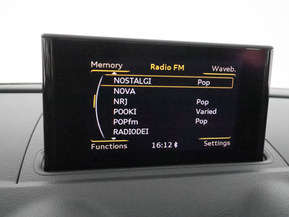 Memory Radio FM Waveb.
NOSTALGI Pop
NOVA
NRJ Pop
POOKI Varied
POPfm Pop
RADIODEI
Functions 16:12 Settings